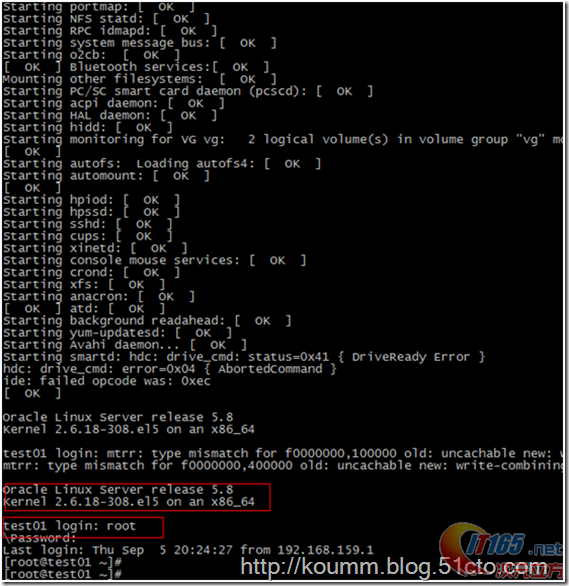 Starting portmap: [  OK  ]
Starting NFS statd: [  OK  ]
Starting RPC idmapd: [  OK  ]
Starting system message bus: [  OK  ]
Starting o2cb:  [  OK  ]
[  OK  ] Bluetooth services:[  OK  ]
Mounting other filesystems:  [  OK  ]
Starting PC/SC smart card daemon (pcscd): [  OK  ]
Starting acpi daemon: [  OK  ]
Starting HAL daemon: [  OK  ]
Starting hidd: [  OK  ]
Starting monitoring for VG vg:   2 logical volume(s) in volume group "vg" mo
[  OK  ]
Starting autofs:  Loading autofs4: [  OK  ]
Starting automount: [  OK  ]
[  OK  ]
Starting hpiod: [  OK  ]
Starting hpssd: [  OK  ]
Starting sshd: [  OK  ]
Starting cups: [  OK  ]
Starting xinetd: [  OK  ]
Starting console mouse services: [  OK  ]
Starting crond: [  OK  ]
Starting xfs: [  OK  ]
Starting anacron: [  OK  ]
[  OK  ] atd: [  OK  ]
Starting background readahead: [  OK  ]
Starting yum-updatesd: [  OK  ]
Starting Avahi daemon... [  OK  ]
Starting smartd: hdc: drive_cmd: status=0x41 { DriveReady Error }
hdc: drive_cmd: error=0x04 { AbortedCommand }
ide: failed opcode was: 0xec
[  OK  ]
Oracle Linux Server release 5.8
Kernel 2.6.18-308.el5 on an x86_64
test01 login: mtrr: type mismatch for f0000000,100000 old: uncachable new: w
mtrr: type mismatch for f0000000,400000 old: uncachable new: write-combining
Oracle Linux Server release 5.8
Kernel 2.6.18-308.el5 on an x86_64
test01 login: root
\Password:
Last login: Thu Sep  5 20:24:27 from 192.168.159.1
[root@test01 ~]#
[root@test01 ~]#
IT165.net
http://koumm.blog.51cto.com